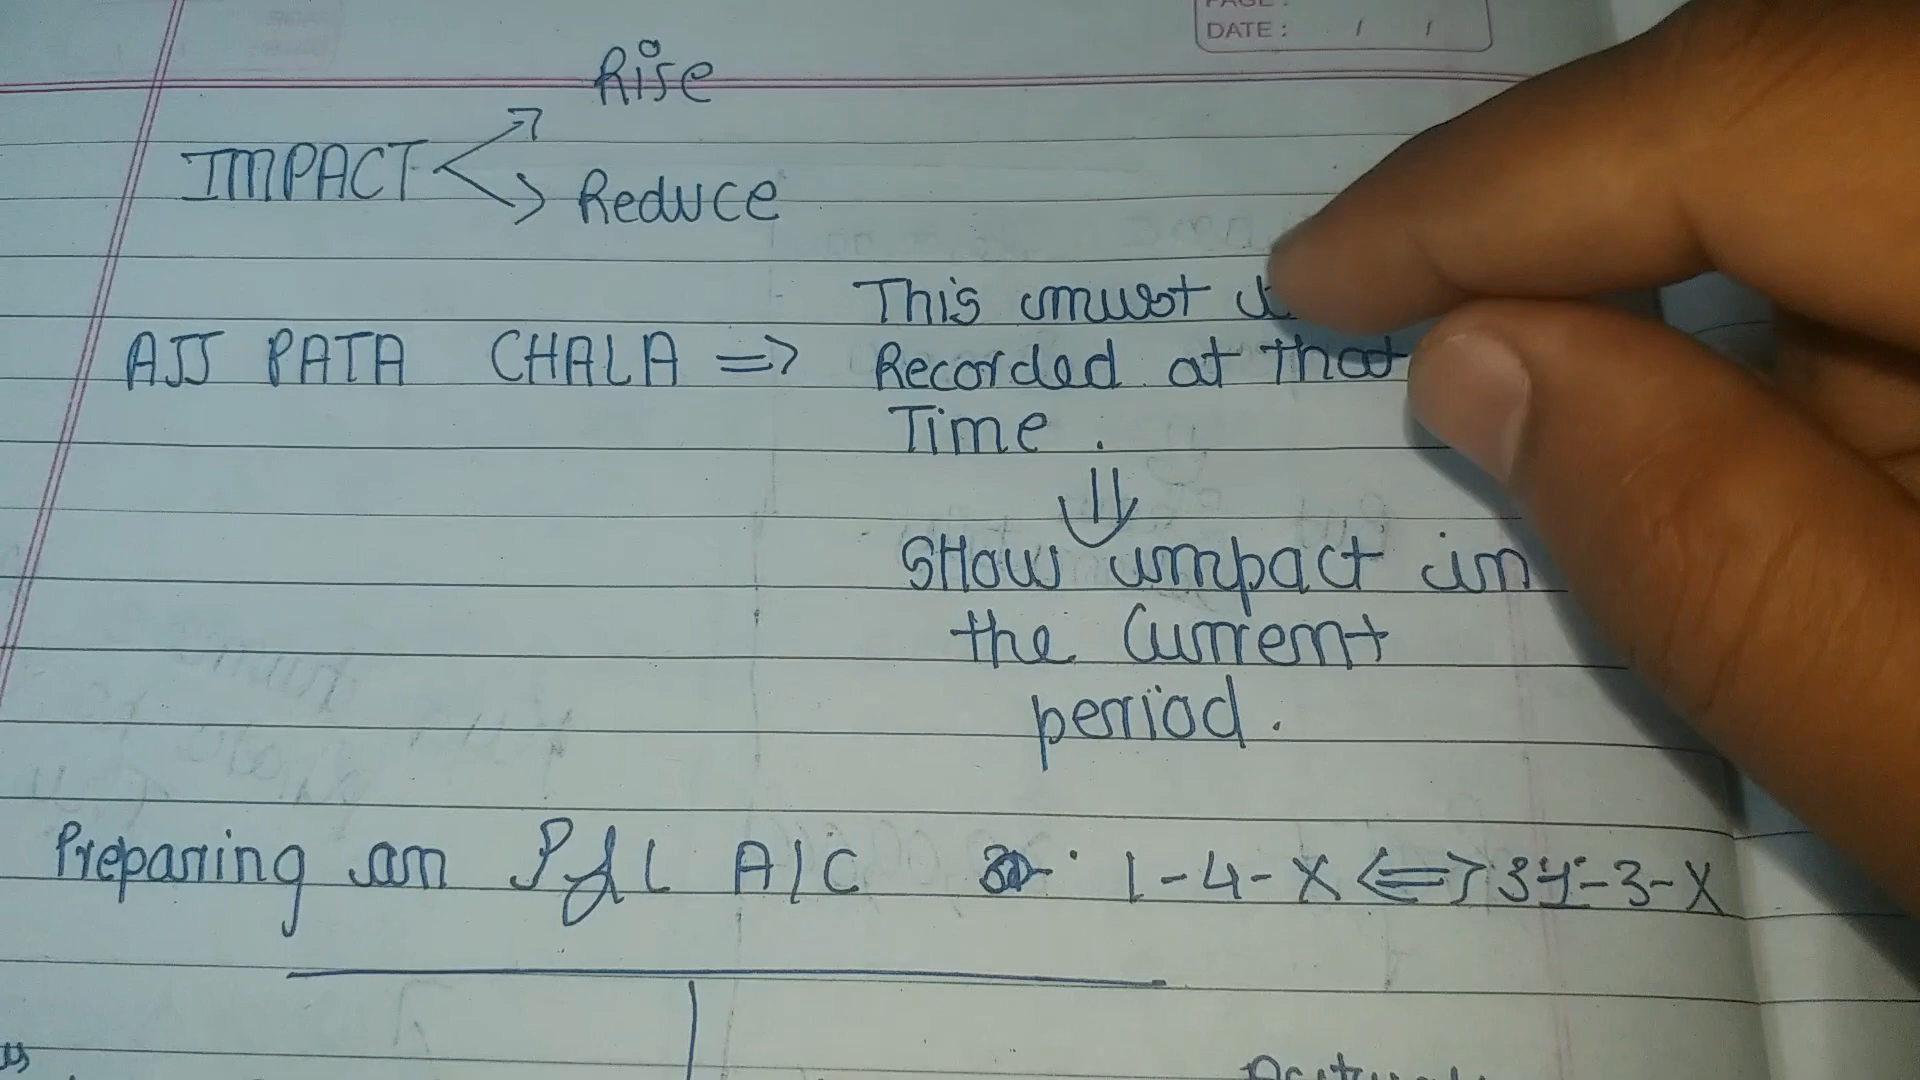 PAGE:
DATE: / /
Rise
IMPACT
Reduce
This must
AJJ PATA CHALA => Recorded at that
Time.
SHow impact in
the Current
period.
Preparing an P&L A/C 1-4-X <=> 31-3-X